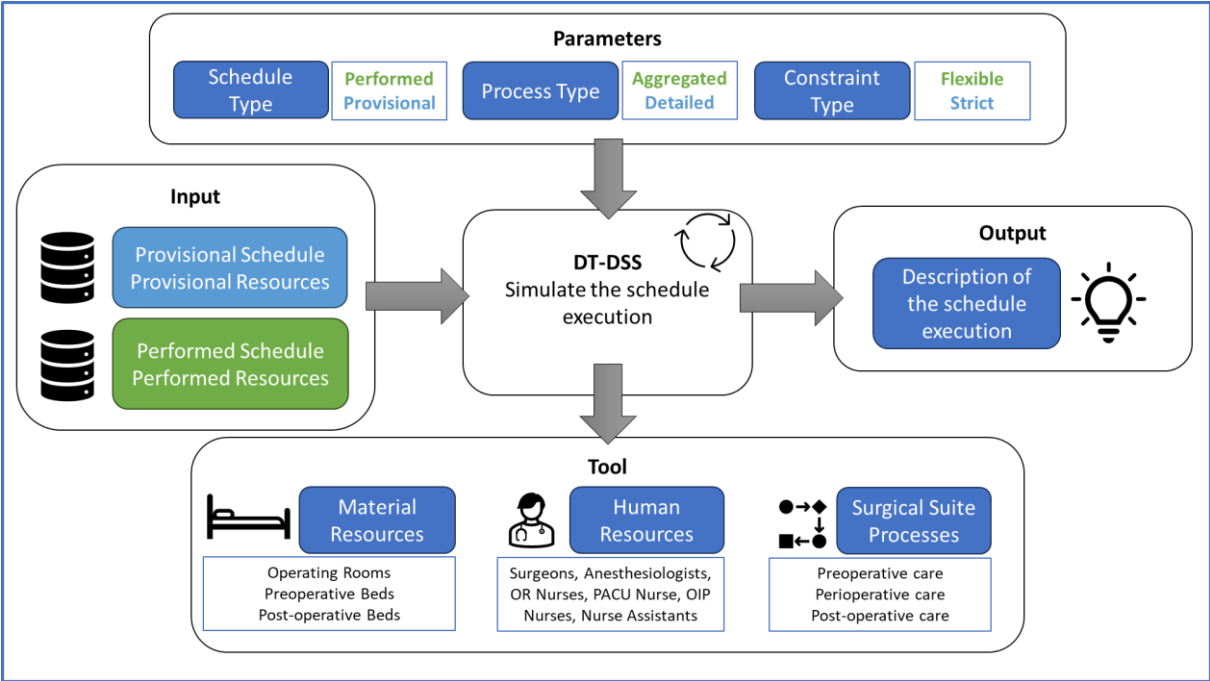 Parameters
Schedule
Type
Performed
Provisional
Process Type
Aggregated
Detailed
Constraint
Type
Flexible
Strict
Input
Provisional Schedule
Provisional Resources
Performed Schedule
Performed Resources
DT-DSS
Simulate the schedule
execution
Output
Description of
the schedule
execution
Tool
Material
Resources
Operating Rooms
Preoperative Beds
Post-operative Beds
Human
Resources
Surgeons, Anesthesiologists,
OR Nurses, PACU Nurse, OIP
Nurses, Nurse Assistants
Surgical Suite
Processes
Preoperative care
Perioperative care
Post-operative care